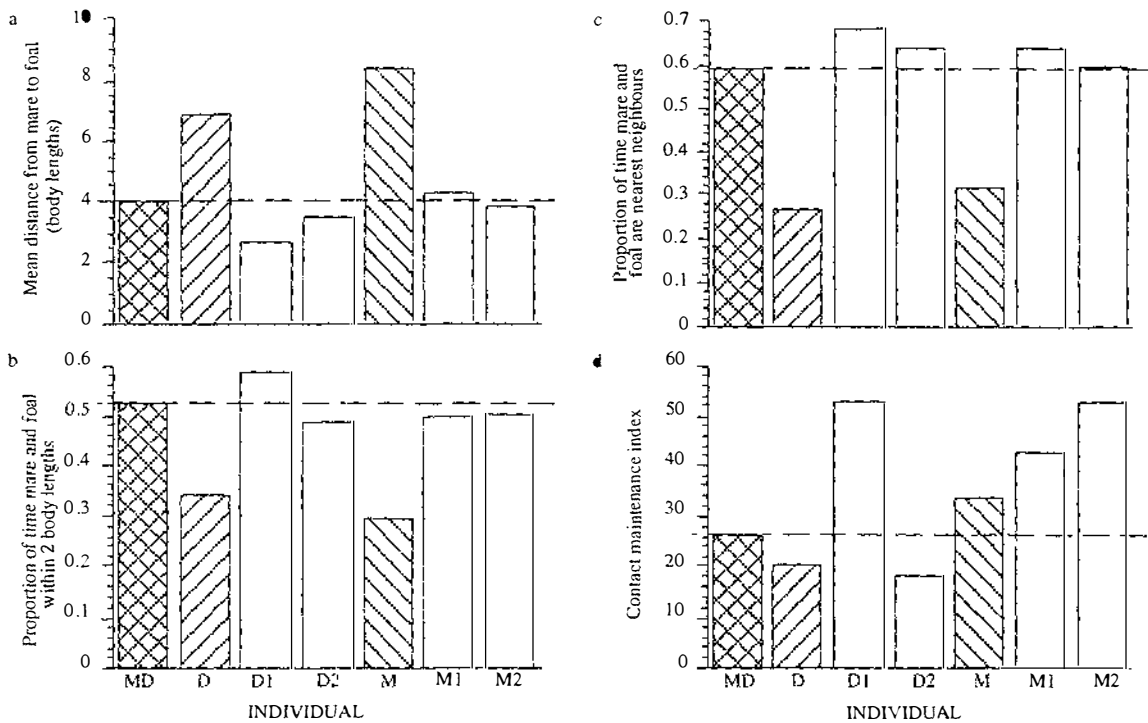 a
10
8
6
4
2
0
Mean distance from mare to foal
(body lengths)
b
0.6
0.5
0.4
0.3
0.2
0.1
0
Proportion of time mare and foal
within 2 body lengths
MD D D1 D2 M M1 M2
INDIVIDUAL
c
0.7
0.6
0.5
0.4
0.3
0.2
0.1
0
Proportion of time mare and
foal are nearest neighbours
d
60
50
40
30
20
10
0
Contact maintenance index
MD D D1 D2 M M1 M2
INDIVIDUAL